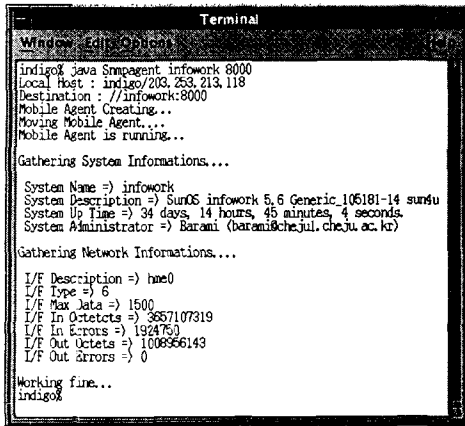 Terminal
Window Edit Options Help
indigo% java Snmpagent infowork 8000
Local Host : indigo/203.253.213.118
Destination : //infowork:8000
Mobile Agent Creating...
Moving Mobile Agent....
Mobile Agent is running...
Gathering System Informations....
System Name => infowork
System Description => SunOS infowork 5.6 Generic_105181-14 sun4u
System Up Time => 34 days, 14 hours, 45 minutes, 4 seconds.
System Administrator => Barami (barami@cheju1.cheju.ac.kr)
Gathering Network Informations....
I/F Description => hme0
I/F Type => 6
I/F Max Data => 1500
I/F In Octetcts => 3657107319
I/F In Errors => 1924750
I/F Out Octets => 1008956143
I/F Out Errors => 0
Working fine...
indigo%